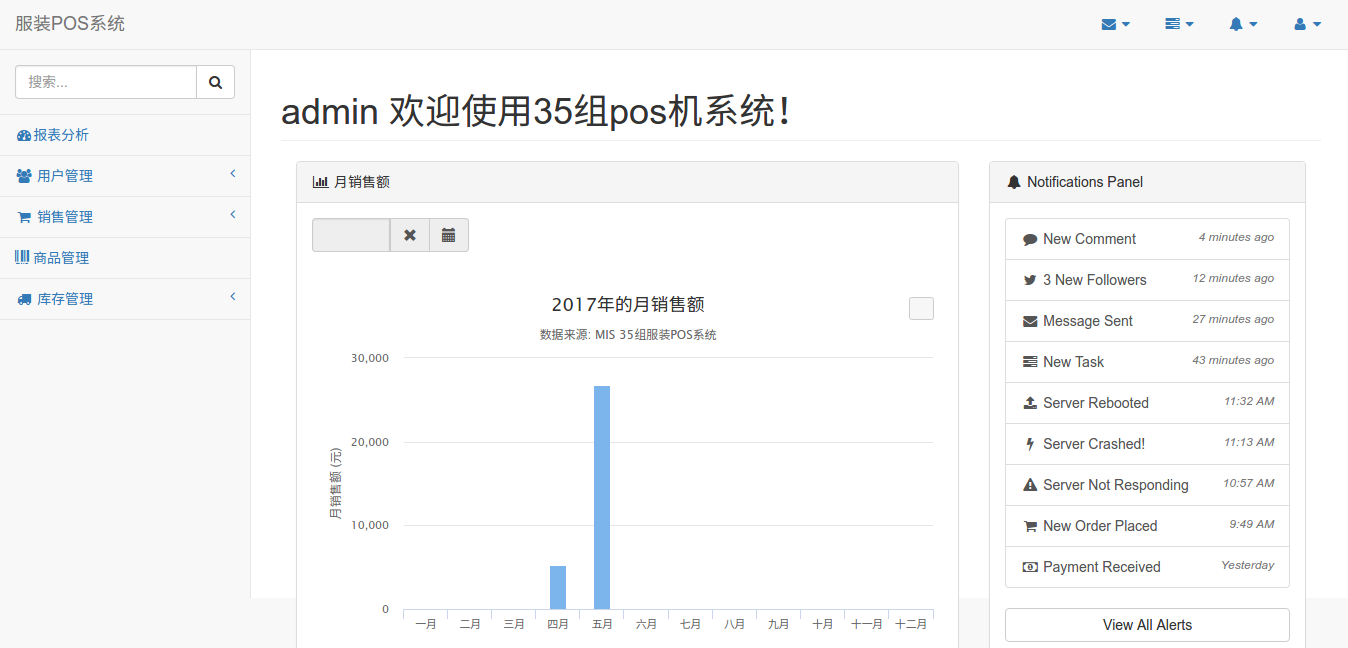 服装POS系统
搜索...
报表分析
用户管理
销售管理
商品管理
库存管理
admin 欢迎使用35组pos机系统！
月销售额
2017年的月销售额
数据来源: MIS 35组服装POS系统
月销售额 (元)
30,000
20,000
10,000
0
一月 二月 三月 四月 五月 六月 七月 八月 九月 十月 十一月 十二月
Notifications Panel
New Comment 4 minutes ago
3 New Followers 12 minutes ago
Message Sent 27 minutes ago
New Task 43 minutes ago
Server Rebooted 11:32 AM
Server Crashed! 11:13 AM
Server Not Responding 10:57 AM
New Order Placed 9:49 AM
Payment Received Yesterday
View All Alerts